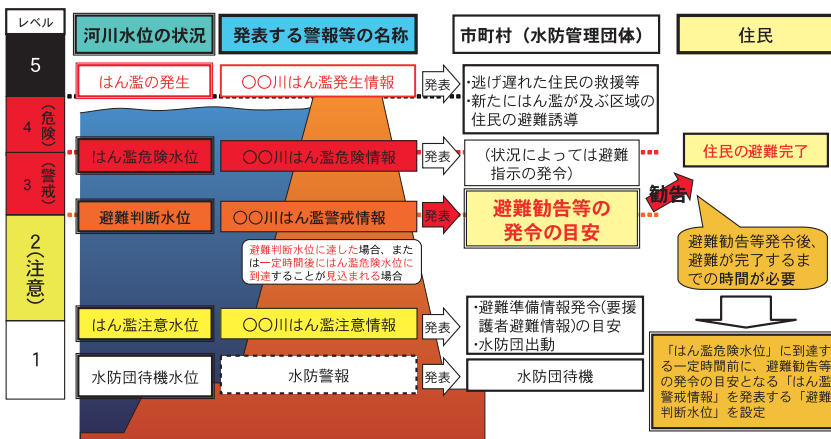 レベル
河川水位の状況
発表する警報等の名称
市町村（水防管理団体）
住民
5
はん濫の発生
〇〇川はん濫発生情報
発表
・逃げ遅れた住民の救援等
・新たにはん濫が及ぶ区域の
住民の避難誘導
4
（危険）
はん濫危険水位
〇〇川はん濫危険情報
発表
（状況によっては避難
指示の発令）
住民の避難完了
3
（警戒）
避難判断水位
〇〇川はん濫警戒情報
発表
避難勧告等の
発令の目安
勧告
避難判断水位に達した場合、また
は一定時間後にはん濫危険水位に
到達することが見込まれる場合
避難勧告等発令後、
避難が完了するま
での時間が必要
2
（注意）
はん濫注意水位
〇〇川はん濫注意情報
発表
・避難準備情報発令(要援
護者避難情報)の目安
・水防団出動
1
水防団待機水位
水防警報
発表
水防団待機
「はん濫危険水位」に到達す
る一定時間前に、避難勧告等
の発令の目安となる「はん濫
警戒情報」を発表する「避難
判断水位」を設定